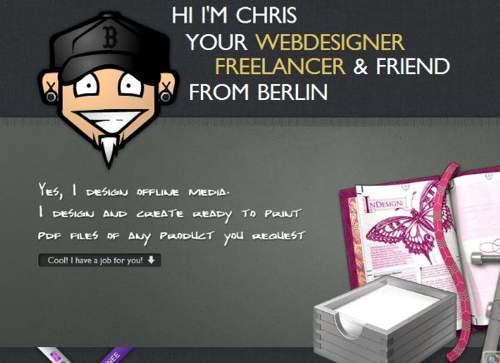 HI I'M CHRIS
YOUR WEBDESIGNER
FREELANCER & FRIEND
FROM BERLIN
B
Yes, I design offline media.
I design and create ready to print
pdf files of any product you request
Cool! I have a job for you!
InDesign